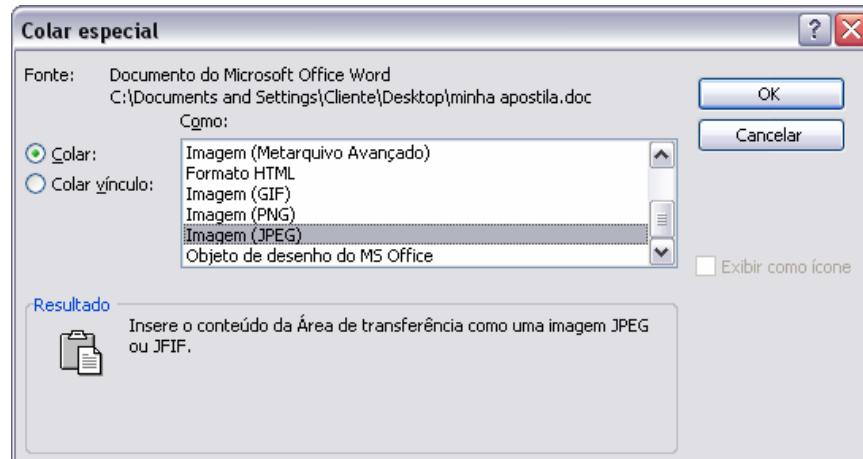 Colar especial
Fonte: Documento do Microsoft Office Word
C:\Documents and Settings\Cliente\Desktop\minha apostila.doc
OK
Cancelar
Como:
Colar:
Colar vínculo:
Imagem (Metarquivo Avançado)
Formato HTML
Imagem (GIF)
Imagem (PNG)
Imagem (JPEG)
Objeto de desenho do MS Office
Exibir como ícone
Resultado
Insere o conteúdo da Área de transferência como uma imagem JPEG
ou JFIF.